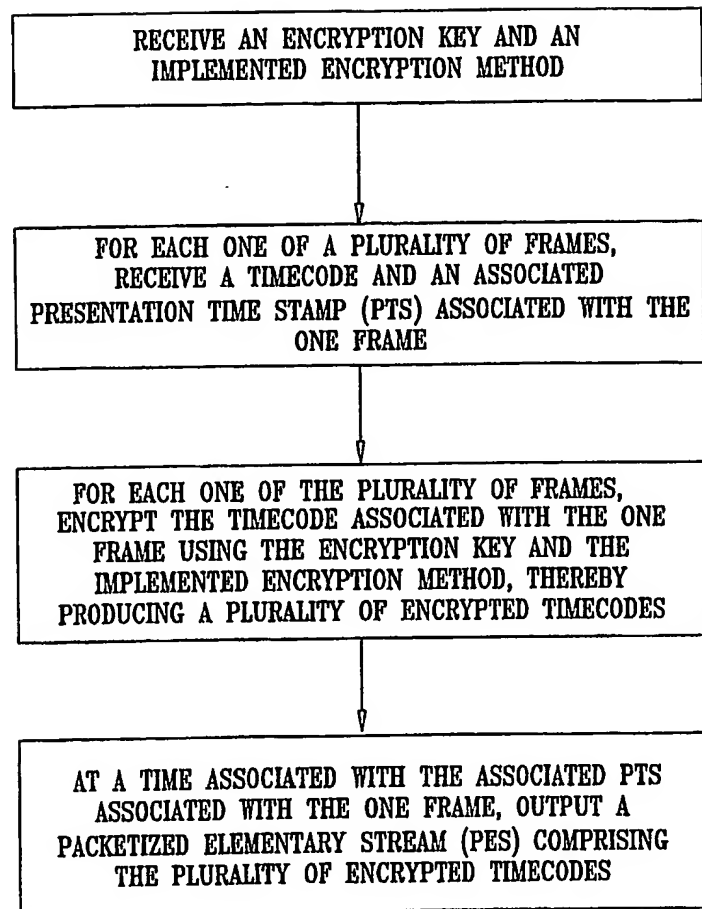 RECEIVE AN ENCRYPTION KEY AND AN
IMPLEMENTED ENCRYPTION METHOD
FOR EACH ONE OF A PLURALITY OF FRAMES,
RECEIVE A TIMECODE AND AN ASSOCIATED
PRESENTATION TIME STAMP (PTS) ASSOCIATED WITH THE
ONE FRAME
FOR EACH ONE OF THE PLURALITY OF FRAMES,
ENCRYPT THE TIMECODE ASSOCIATED WITH THE ONE
FRAME USING THE ENCRYPTION KEY AND THE
IMPLEMENTED ENCRYPTION METHOD, THEREBY
PRODUCING A PLURALITY OF ENCRYPTED TIMECODES
AT A TIME ASSOCIATED WITH THE ASSOCIATED PTS
ASSOCIATED WITH THE ONE FRAME, OUTPUT A
PACKETIZED ELEMENTARY STREAM (PES) COMPRISING
THE PLURALITY OF ENCRYPTED TIMECODES